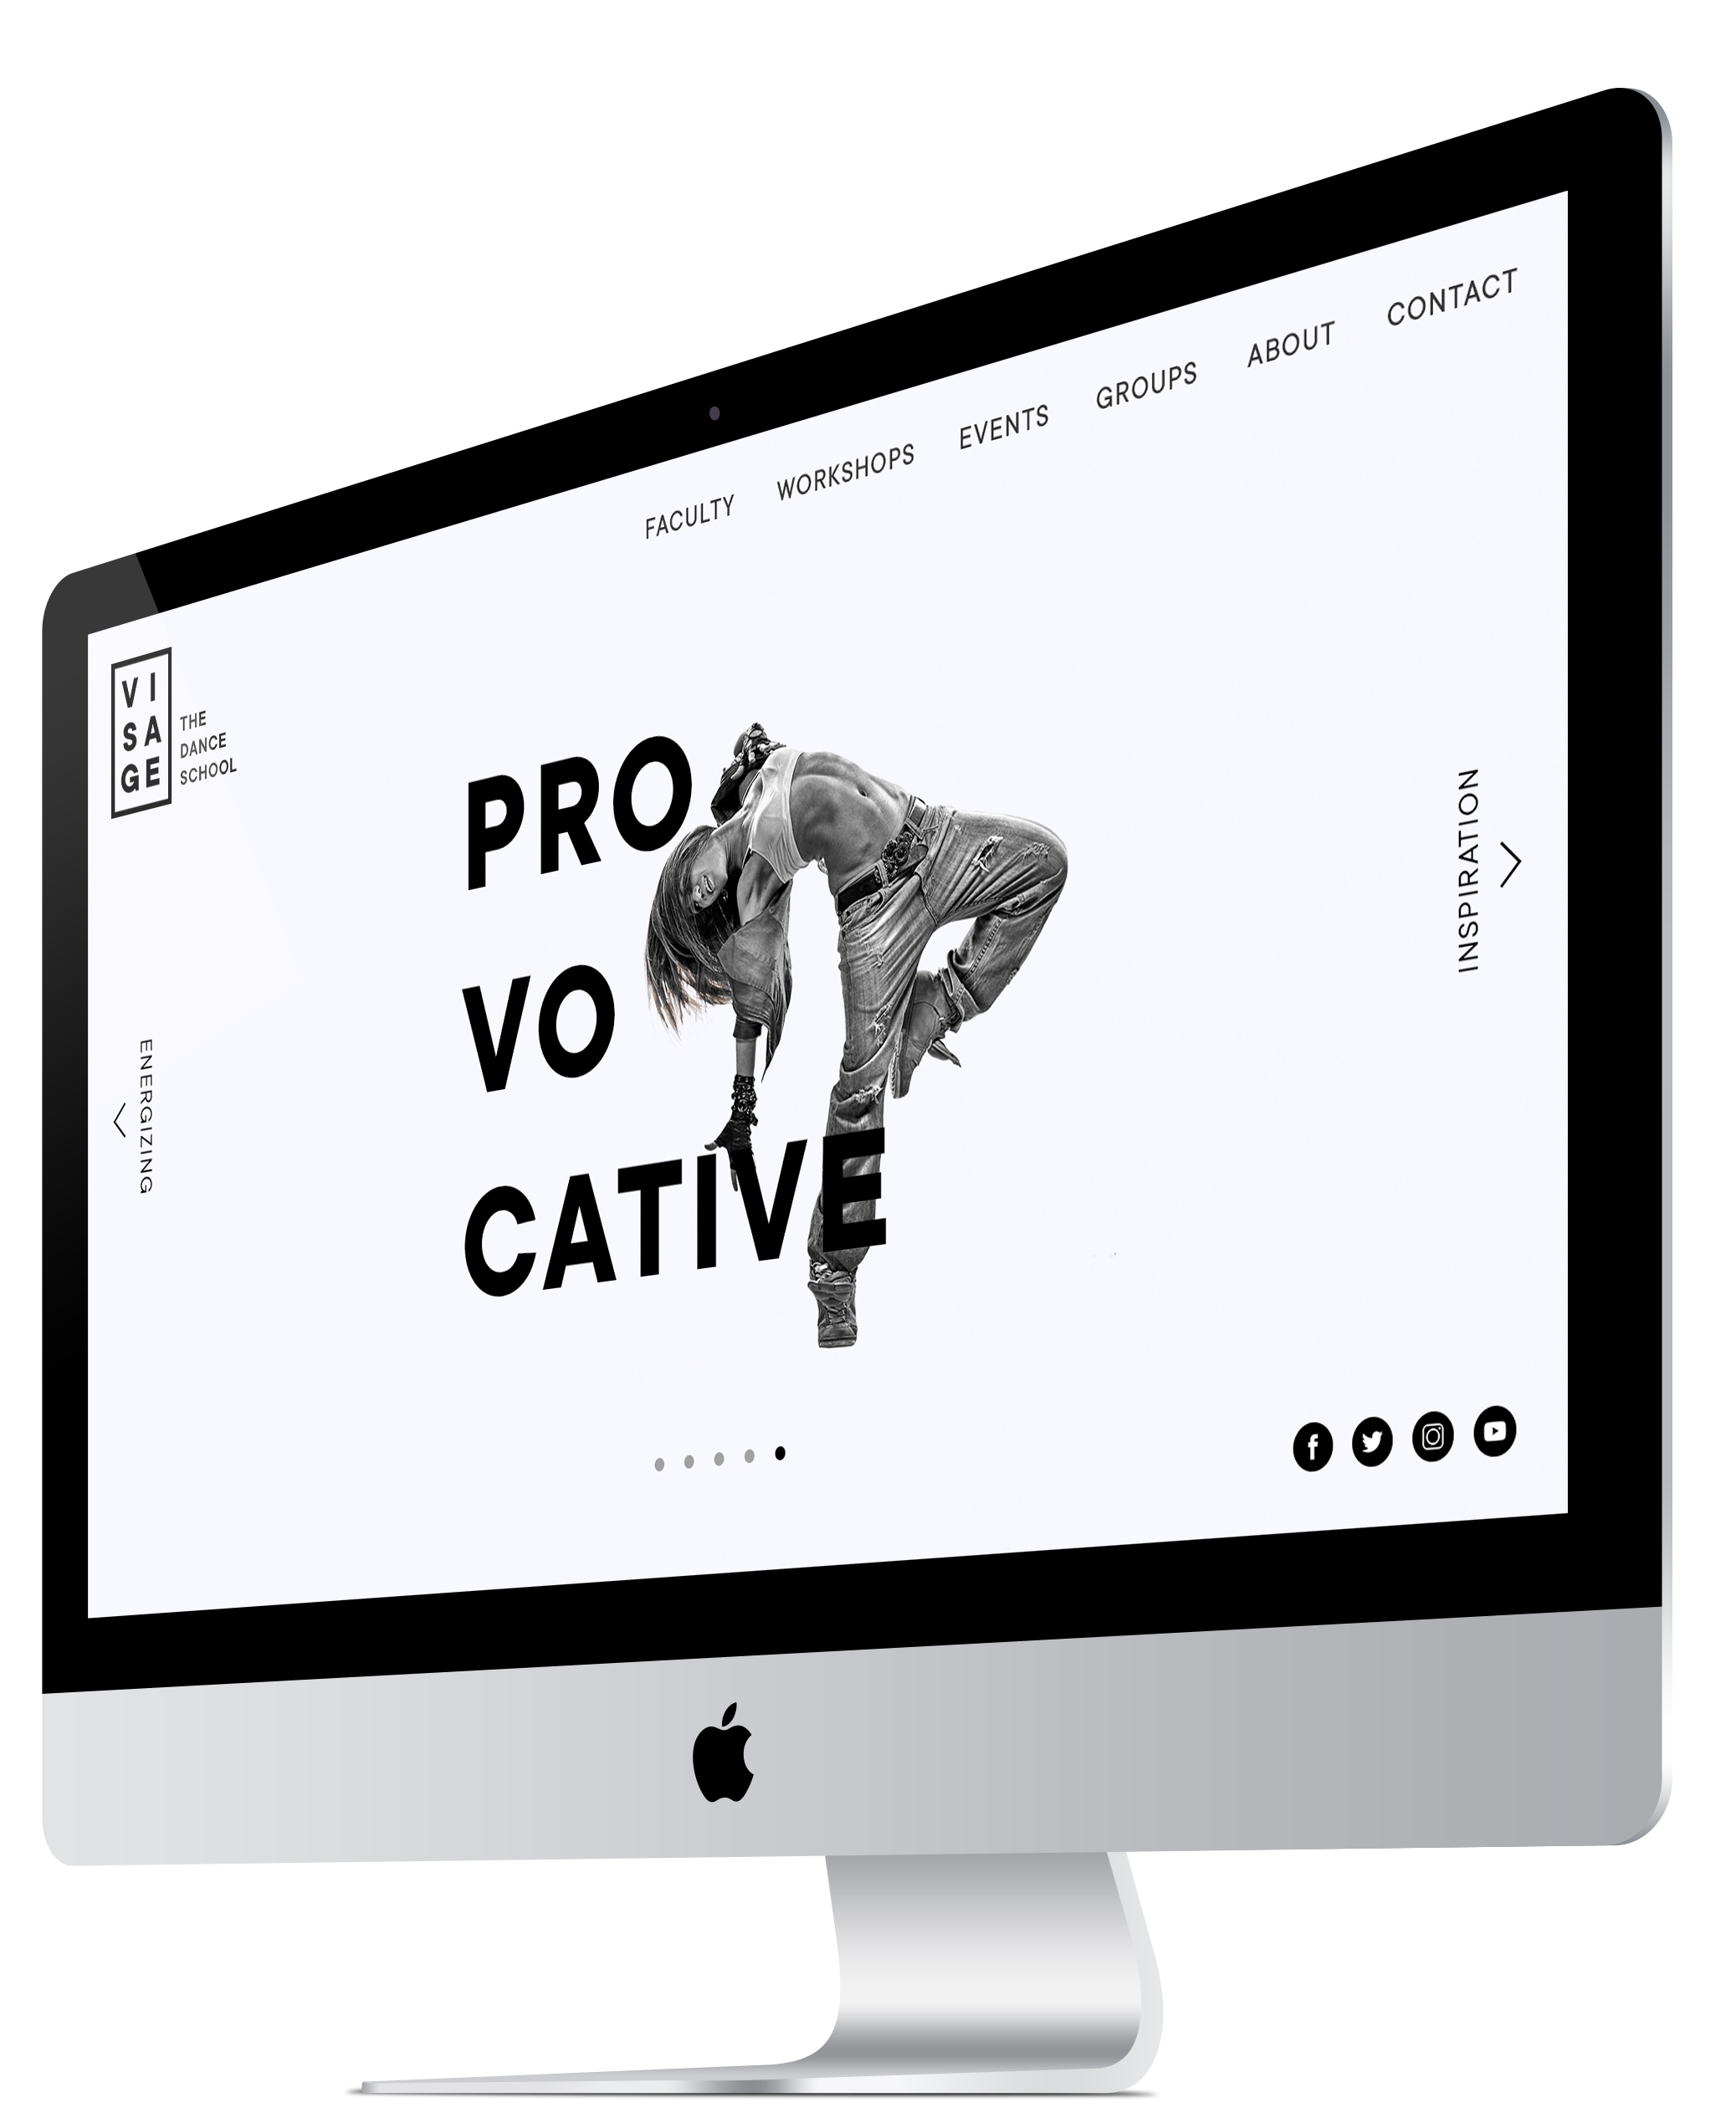 FACULTY WORKSHOPS EVENTS GROUPS ABOUT CONTACT
VI
SA
GE
THE
DANCE
SCHOOL
PRO
VO
CATIVE
ENERGIZING
INSPIRATION